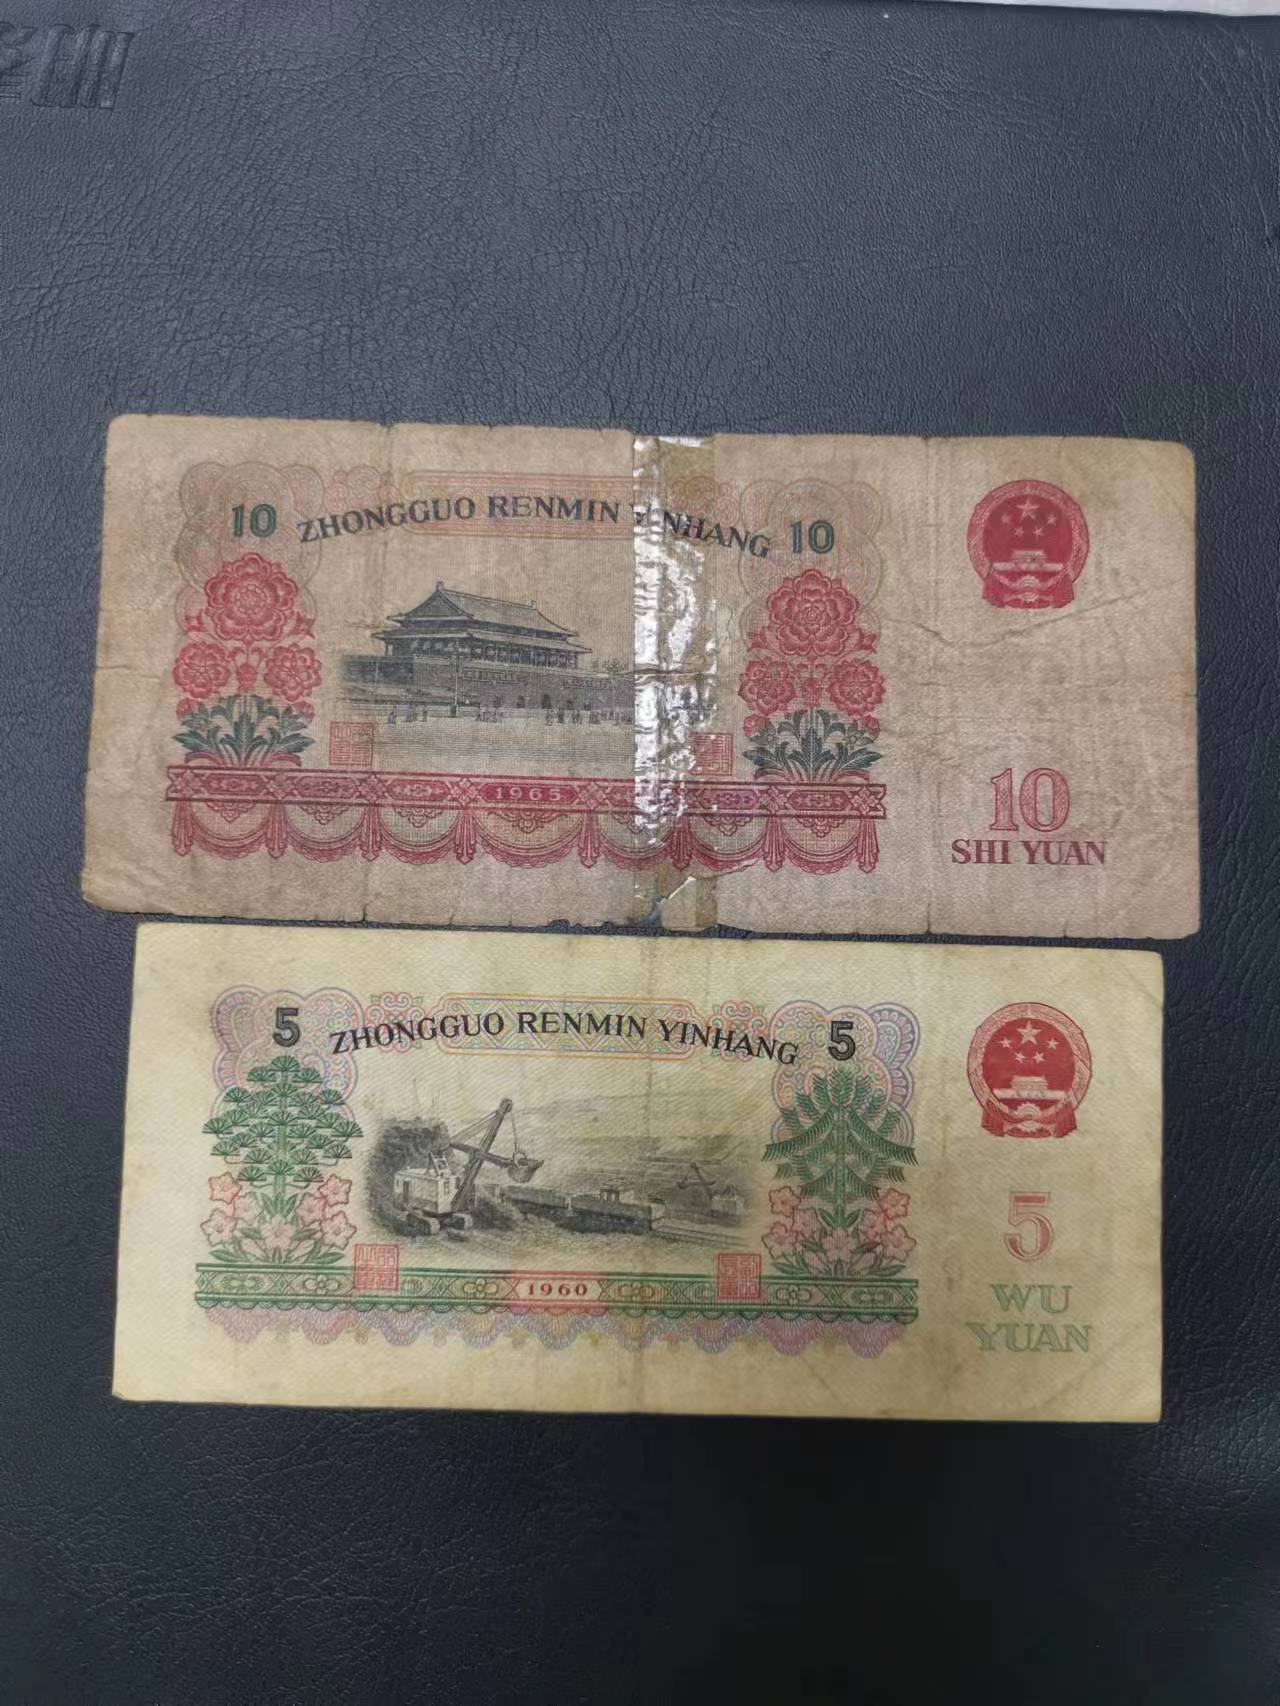 10 ZHONGGUO RENMIN YINHANG 10
1965
10
SHI YUAN
5 ZHONGGUO RENMIN YINHANG 5
5
1960
WU
YUAN